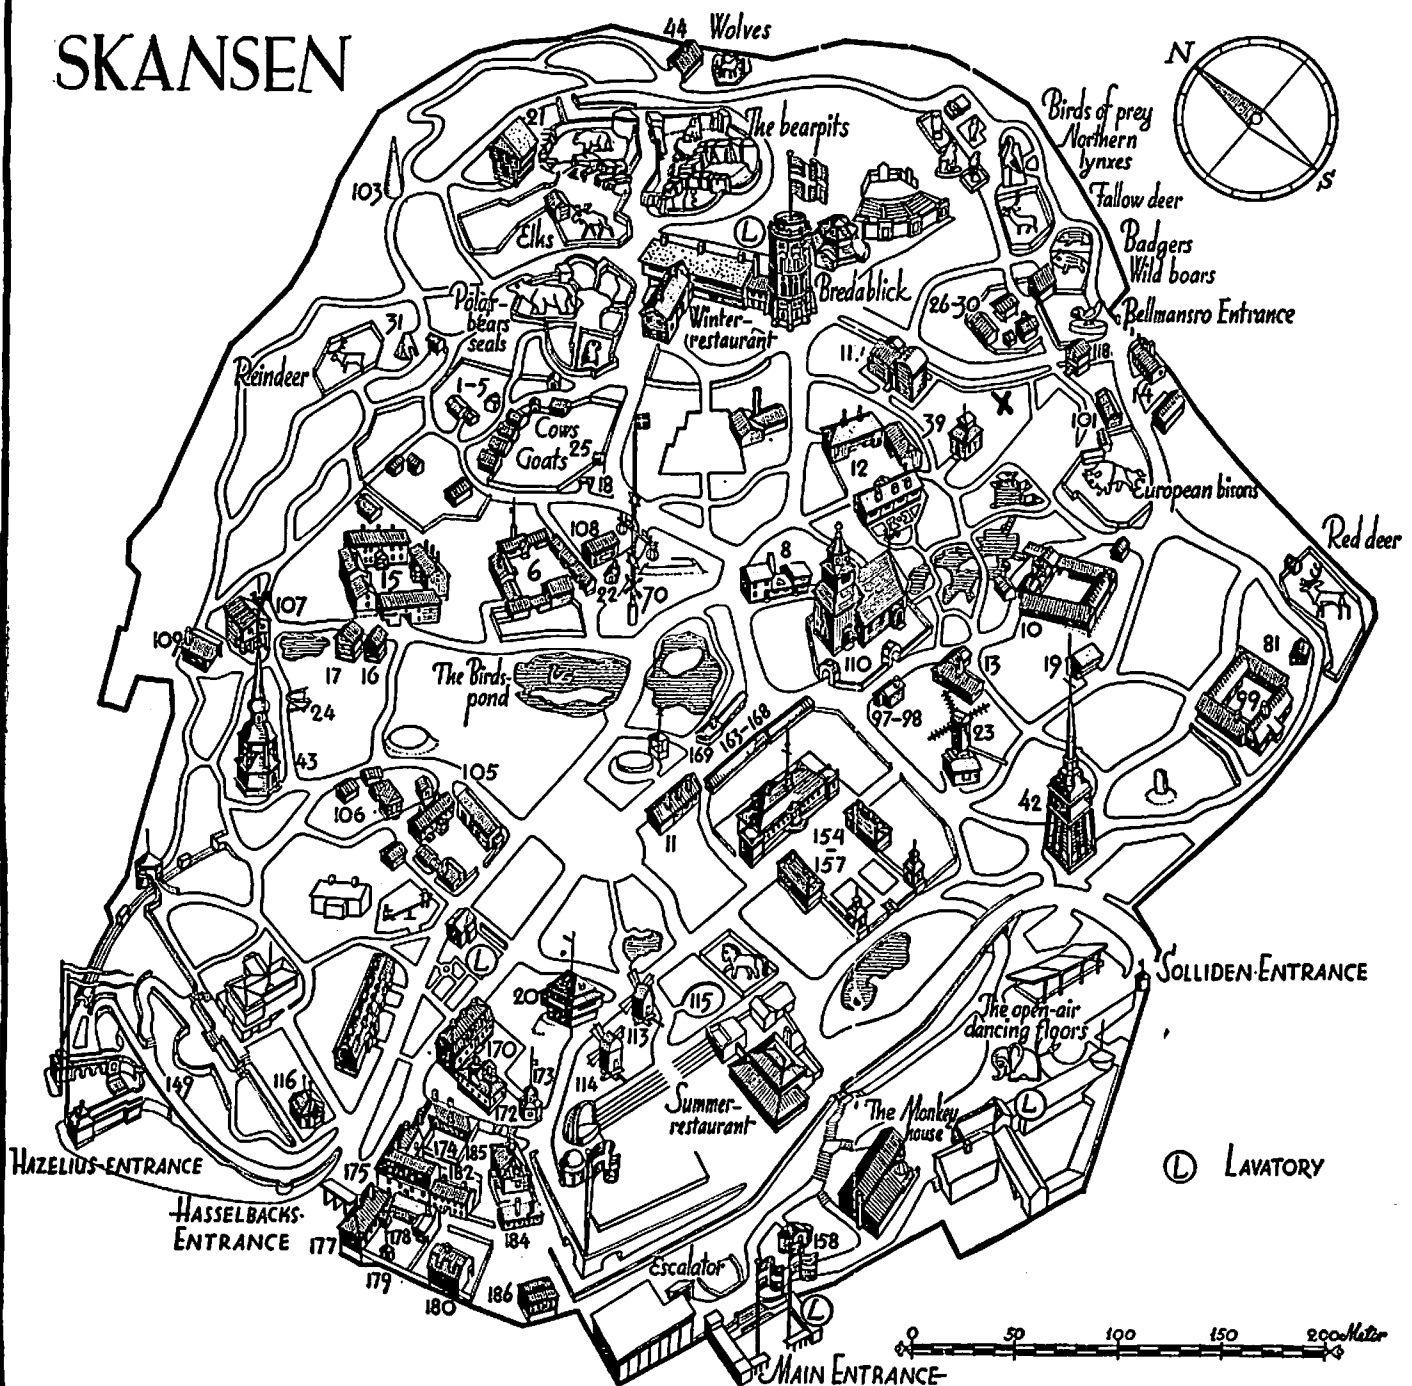 SKANSEN
44 Wolves
N
S
21
The bearpits
Birds of prey
Northern
lynxes
103
Fallow deer
Elks
L
Badgers
Wild boars
Bredablick
Polar-
bears
seals
26-30
Bellmansro Entrance
31
Winter-
restaurant
Reindeer
118
14
1-5
X
39
101
Cows
Goats
25
18
12
European bisons
Red deer
108
8
15
6
22
70
107
109
10
81
17
16
110
13
19
The Birds-
pond
99
24
97-98
23
169
163-168
43
105
42
106
11
154
-
157
L
SOLLIDEN-ENTRANCE
20
115
The open-air
dancing floors
113
170
149
116
114
173
172
Summer-
restaurant
The Monkey
house
L
HAZELIUS-ENTRANCE
174
185
175
182
L LAVATORY
HASSELBACKS-
ENTRANCE
177
178
184
158
179
Escalator
180
186
L
0 50 100 150 200 Meter
MAIN ENTRANCE